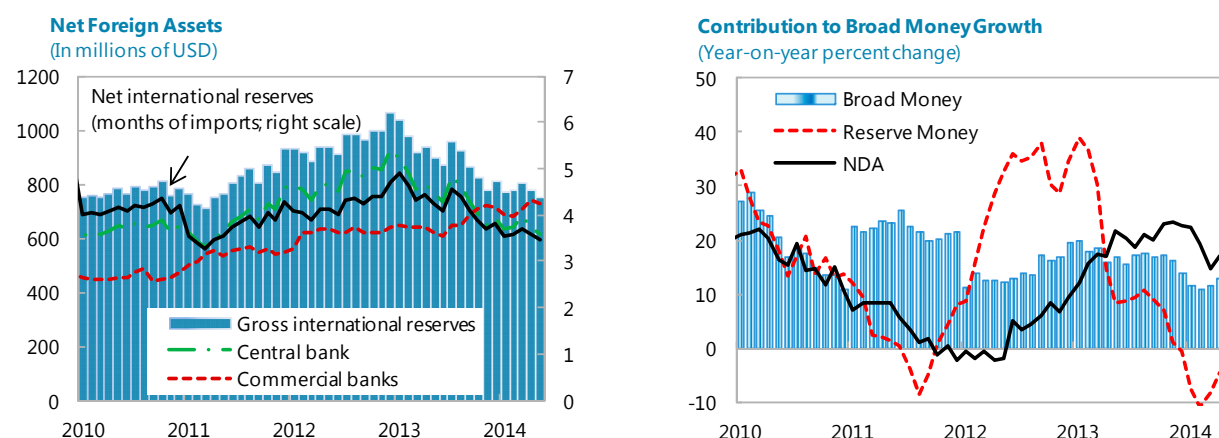 Net Foreign Assets
(In millions of USD)
1200
1000
800
600
400
200
0
7
6
5
4
3
2
1
0
Net international reserves
(months of imports; right scale)
Gross international reserves
Central bank
Commercial banks
2010
2011
2012
2013
2014
Contribution to Broad Money Growth
(Year-on-year percent change)
50
40
30
20
10
0
-10
Broad Money
Reserve Money
NDA
2010
2011
2012
2013
2014